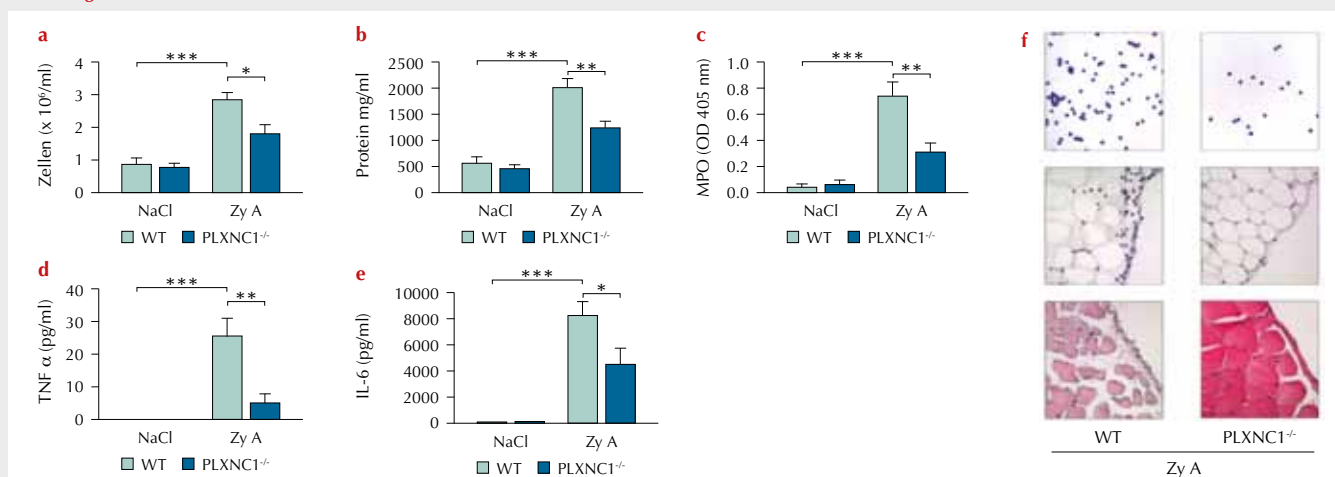 a
Zellen (x 10⁶/ml)
4
3
2
1
0
***
*
NaCl
Zy A
WT
PLXNC1⁻/⁻
b
Protein mg/ml
2500
2000
1500
1000
500
0
***
**
NaCl
Zy A
WT
PLXNC1⁻/⁻
c
MPO (OD 405 nm)
1.0
0.8
0.6
0.4
0.2
0.0
***
**
NaCl
Zy A
WT
PLXNC1⁻/⁻
d
TNF α (pg/ml)
40
30
20
10
0
***
**
NaCl
Zy A
WT
PLXNC1⁻/⁻
e
IL-6 (pg/ml)
10000
8000
6000
4000
2000
0
***
*
NaCl
Zy A
WT
PLXNC1⁻/⁻
f
WT
PLXNC1⁻/⁻
Zy A